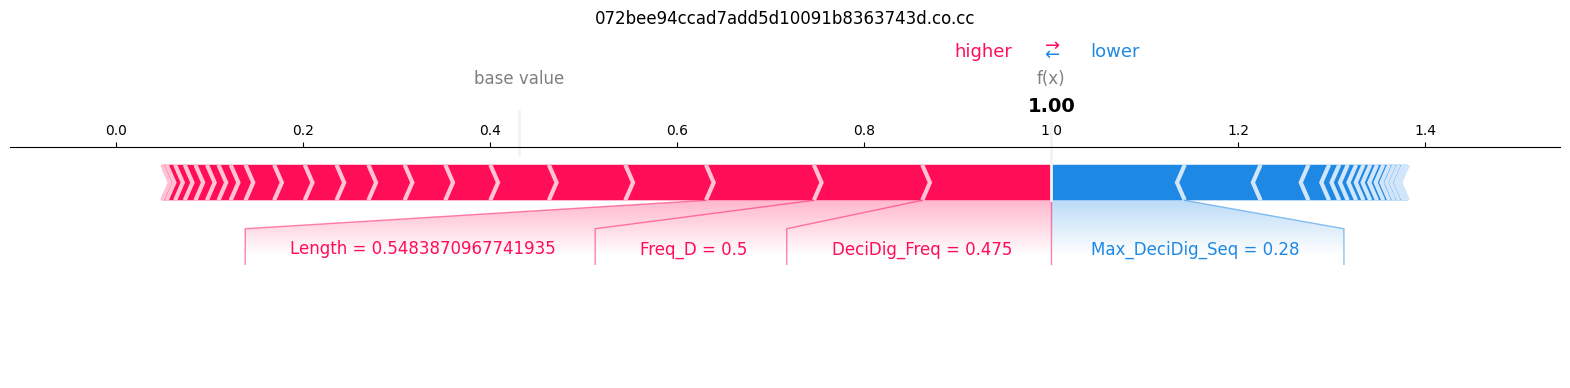 072bee94ccad7add5d10091b8363743d.co.cc
higher → ← lower
base value f(x)
1.00
0.0 0.2 0.4 0.6 0.8 1.0 1.2 1.4
Length = 0.5483870967741935 Freq_D = 0.5 DeciDig_Freq = 0.475 Max_DeciDig_Seq = 0.28